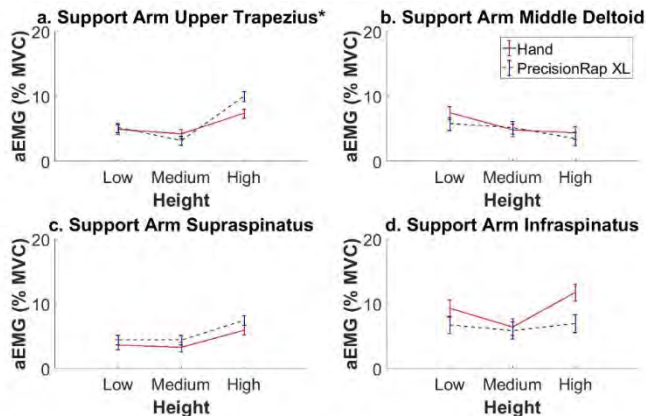 a. Support Arm Upper Trapezius*
20
10
0
aEMG (% MVC)
Low Medium High
Height
b. Support Arm Middle Deltoid
Hand
PrecisionRap XL
20
10
0
aEMG (% MVC)
Low Medium High
Height
c. Support Arm Supraspinatus
20
10
0
aEMG (% MVC)
Low Medium High
Height
d. Support Arm Infraspinatus
20
10
0
aEMG (% MVC)
Low Medium High
Height